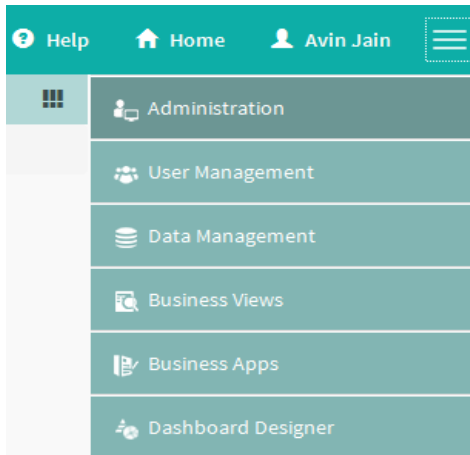 Help Home Avin Jain
Administration
User Management
Data Management
Business Views
Business Apps
Dashboard Designer